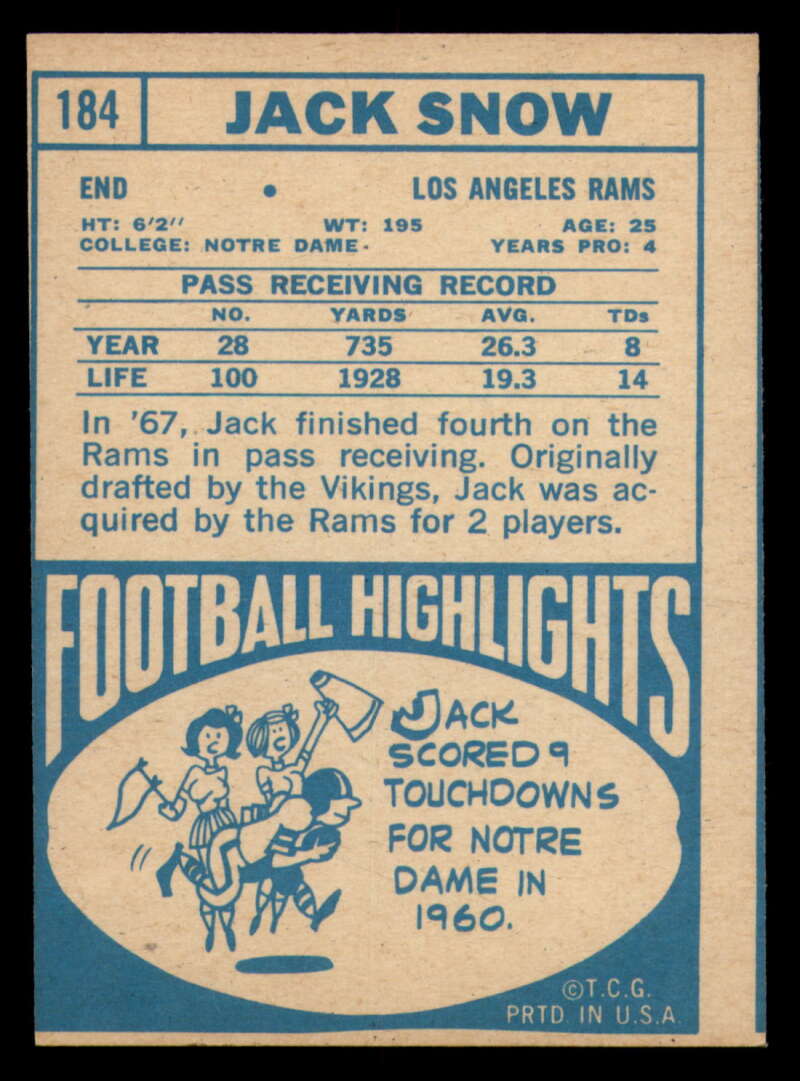 184 JACK SNOW
END • LOS ANGELES RAMS
HT: 6'2" WT: 195 AGE: 25
COLLEGE: NOTRE DAME YEARS PRO: 4
PASS RECEIVING RECORD
NO. YARDS AVG. TDs
YEAR 28 735 26.3 8
LIFE 100 1928 19.3 14
In '67, Jack finished fourth on the
Rams in pass receiving. Originally
drafted by the Vikings, Jack was ac-
quired by the Rams for 2 players.
FOOTBALL HIGHLIGHTS
JACK
SCORED 9
TOUCHDOWNS
FOR NOTRE
DAME IN
1960.
©T.C.G.
PRTD. IN U.S.A.